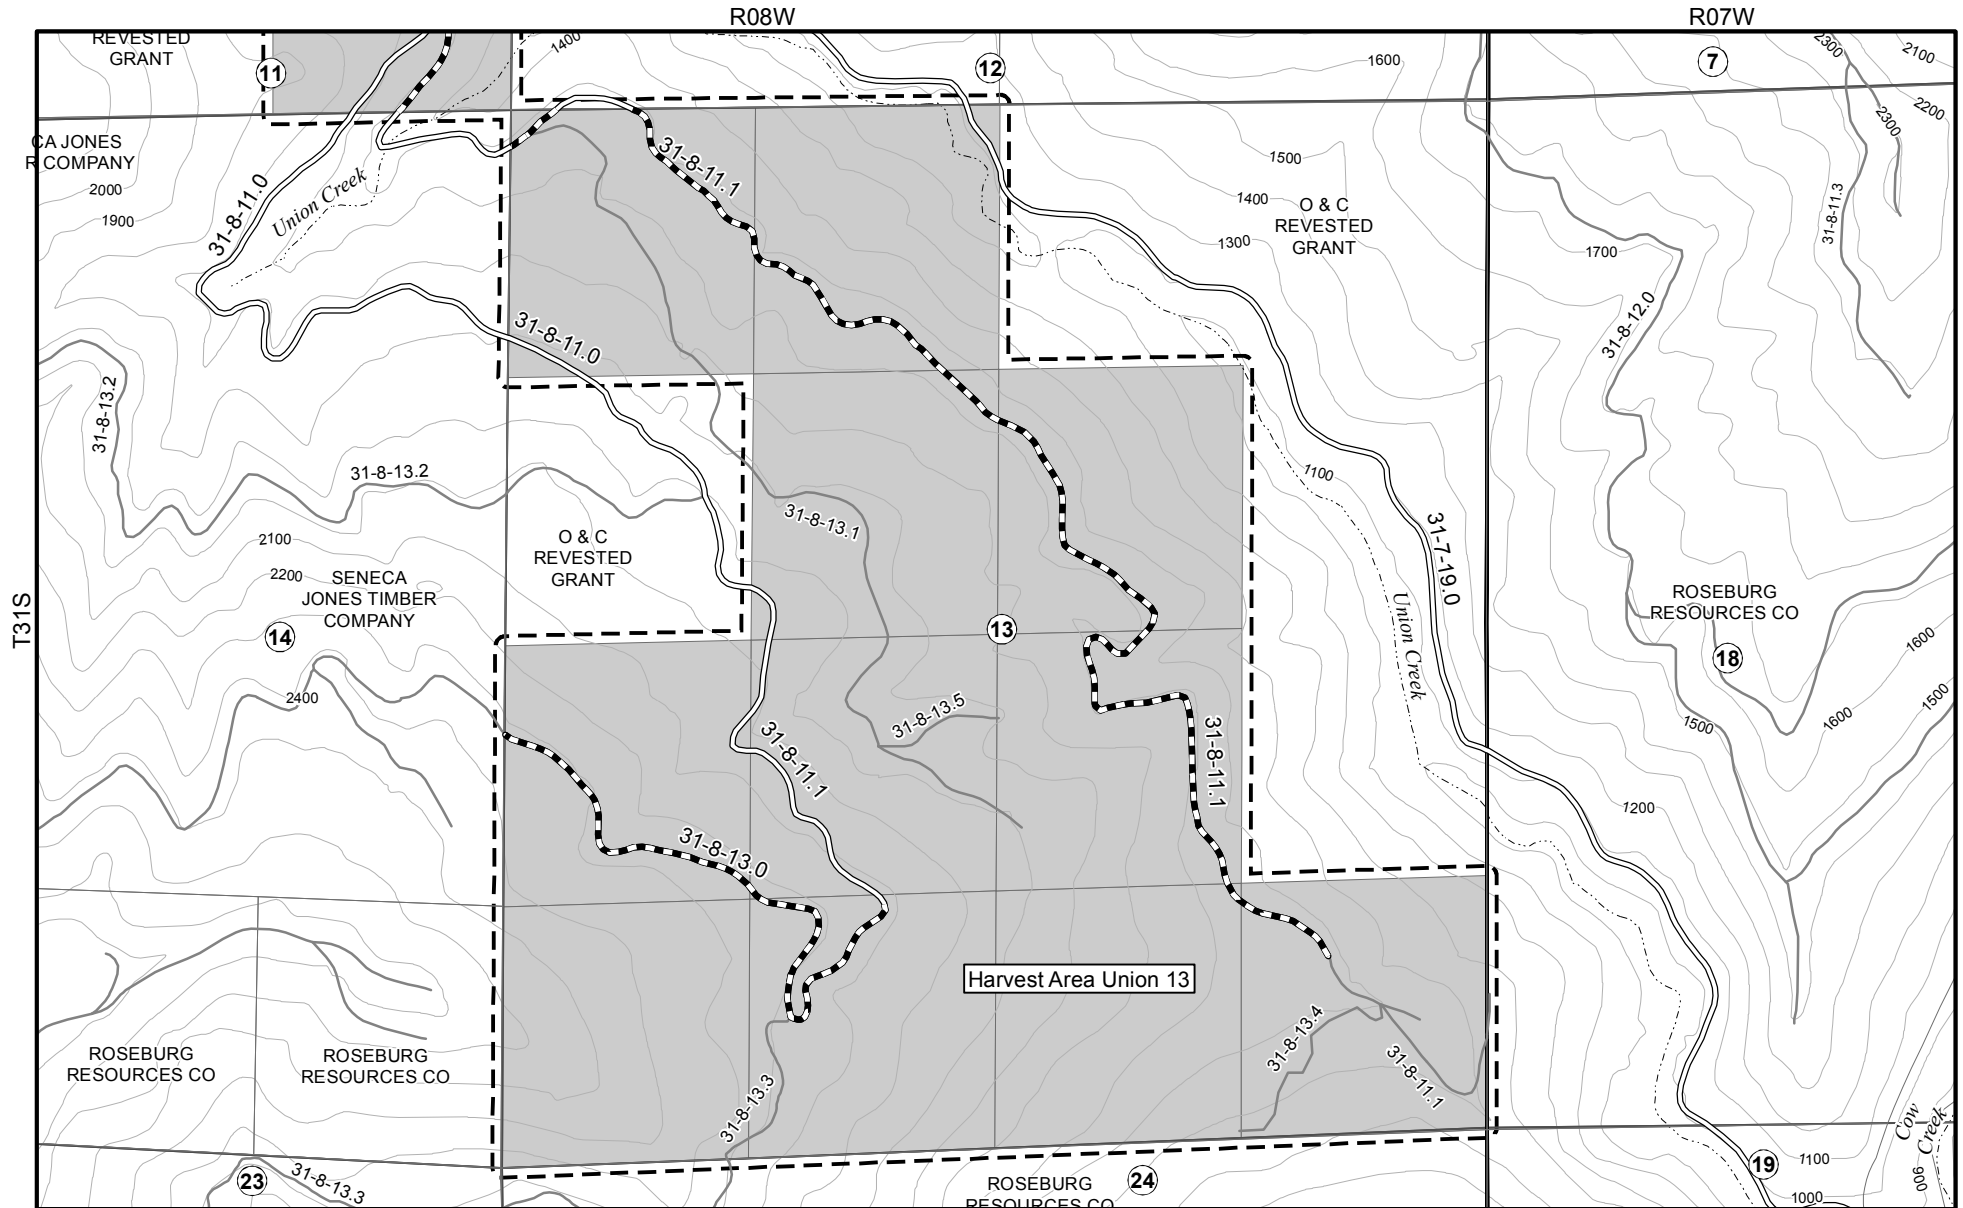 R08W
R07W
REVESTED
GRANT
11
1400
12
1600
7
2300
2100
2200
2300
CA JONES
R COMPANY
2000
1900
31-8-11.0
Union Creek
31-8-11.1
1500
1400
1300
O & C
REVESTED
GRANT
1700
31-8-11.3
31-8-12.0
31-8-11.0
31-8-13.2
31-8-13.2
1100
31-8-13.1
31-7-19.0
2100
2200
SENECA
JONES TIMBER
COMPANY
O & C
REVESTED
GRANT
T31S
14
13
Union Creek
ROSEBURG
RESOURCES CO
18
1600
1500
1600
1500
2400
31-8-13.5
31-8-11.1
31-8-11.1
31-8-13.0
1200
Harvest Area Union 13
ROSEBURG
RESOURCES CO
ROSEBURG
RESOURCES CO
31-8-13.4
31-8-11.1
31-8-13.3
Cow
Creek
23
31-8-13.3
24
ROSEBURG
RESOURCES CO
19
1100
1000
900